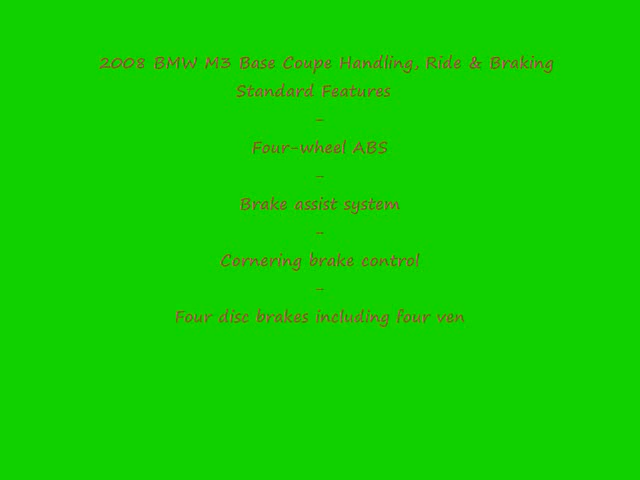 2008 BMW M3 Base Coupe Handling, Ride & Braking
Standard Features
-
Four-wheel ABS
-
Brake assist system
-
Cornering brake control
-
Four disc brakes including four ven